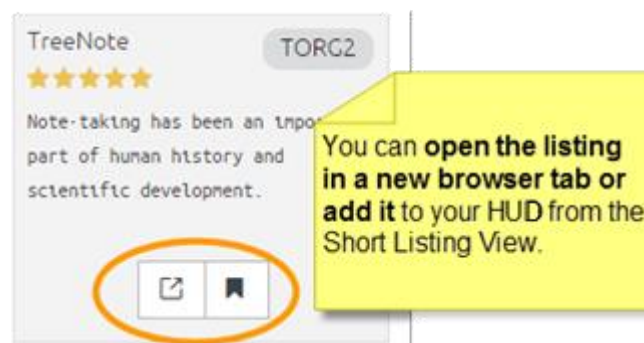 TreeNote
TORG2
Note-taking has been an
part of human history and
scientific development.
You can open the listing
in a new browser tab or
add it to your HUD from the
Short Listing View.